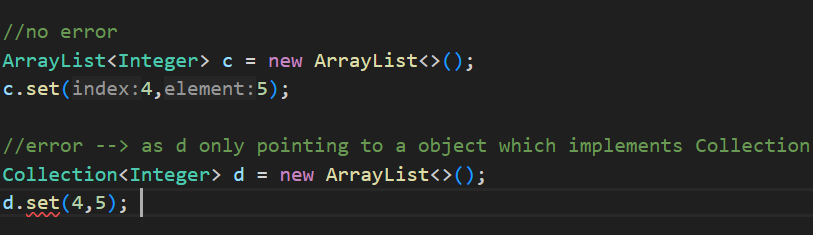 //no error
ArrayList<Integer> c = new ArrayList<>();
c.set(index:4,element:5);
//error --> as d only pointing to a object which implements Collection
Collection<Integer> d = new ArrayList<>();
d.set(4,5);